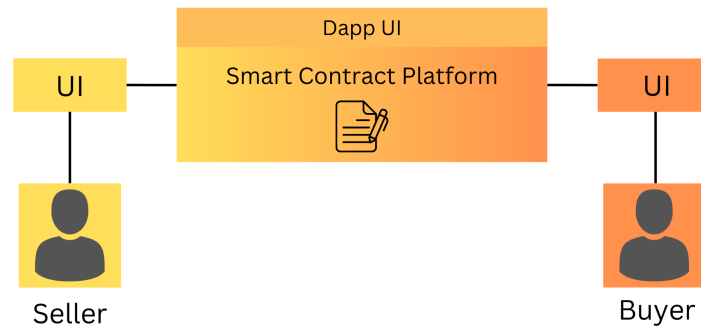 Dapp UI
Smart Contract Platform
UI
UI
Seller
Buyer